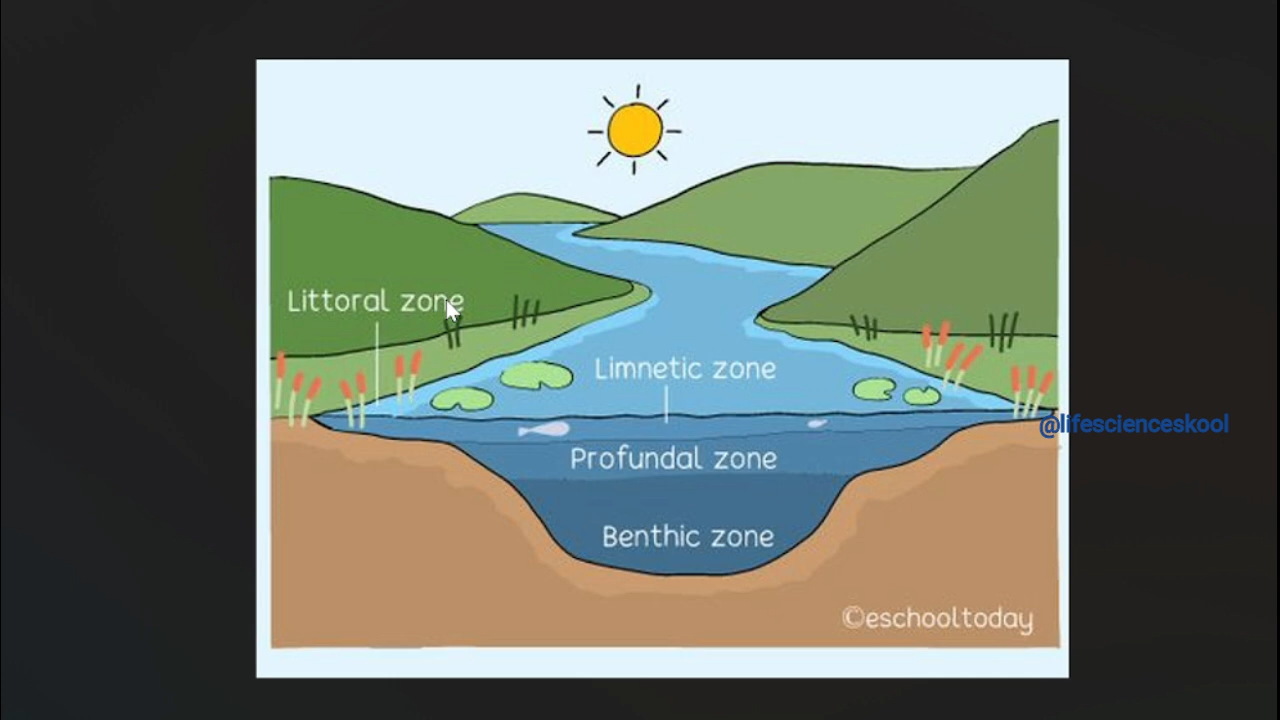 Littoral zone
Limnetic zone
@lifescienceskool
Profundal zone
Benthic zone
©eschooltoday